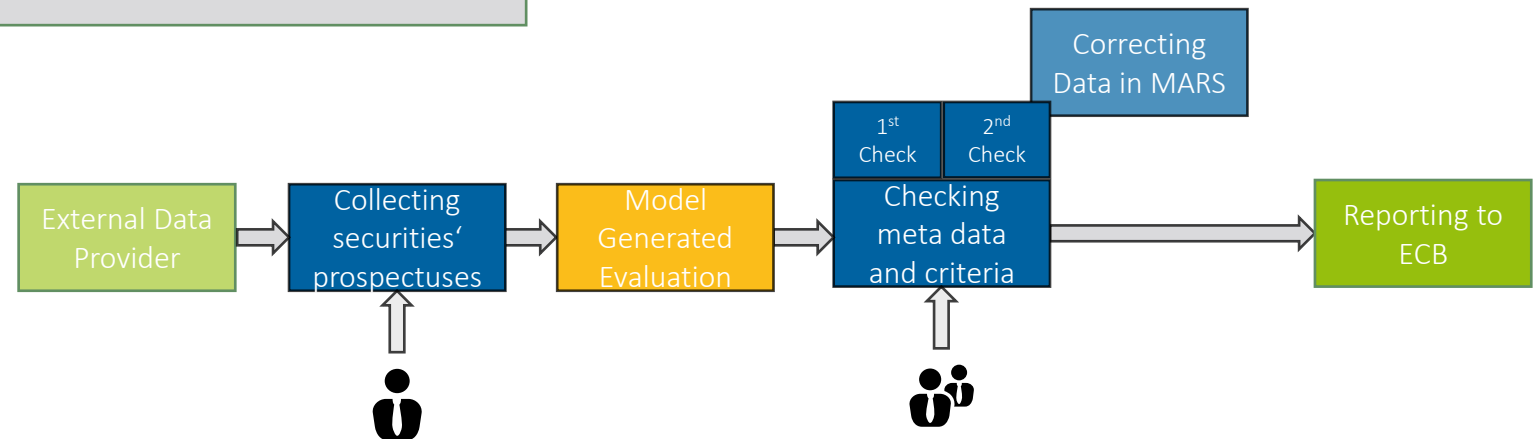 Correcting
Data in MARS
1st
Check
2nd
Check
External Data
Provider
Collecting
securities‘
prospectuses
Model
Generated
Evaluation
Checking
meta data
and criteria
Reporting to
ECB